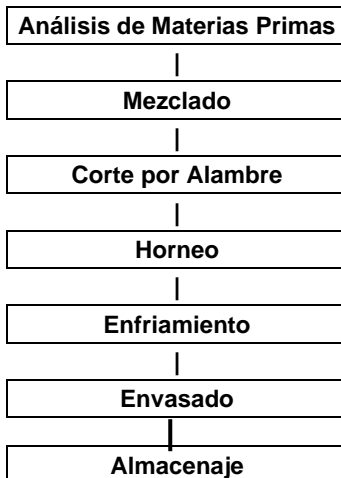 Análisis de Materias Primas
Mezclado
Corte por Alambre
Horneo
Enfriamiento
Envasado
Almacenaje